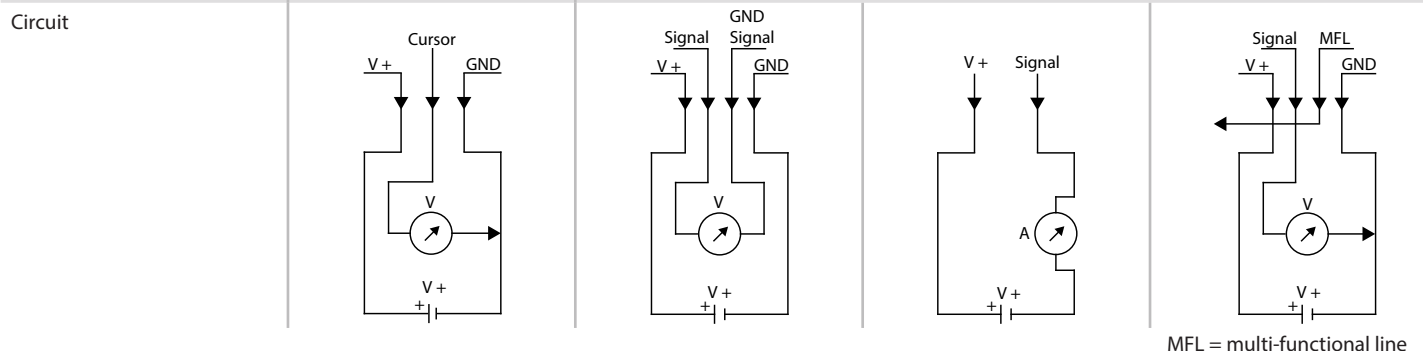 Circuit
Cursor
V +
GND
V
V +
+
GND
Signal
Signal
V +
GND
V
V +
+
V +
Signal
A
V +
+
Signal
MFL
V +
GND
V
V +
+
MFL = multi-functional line